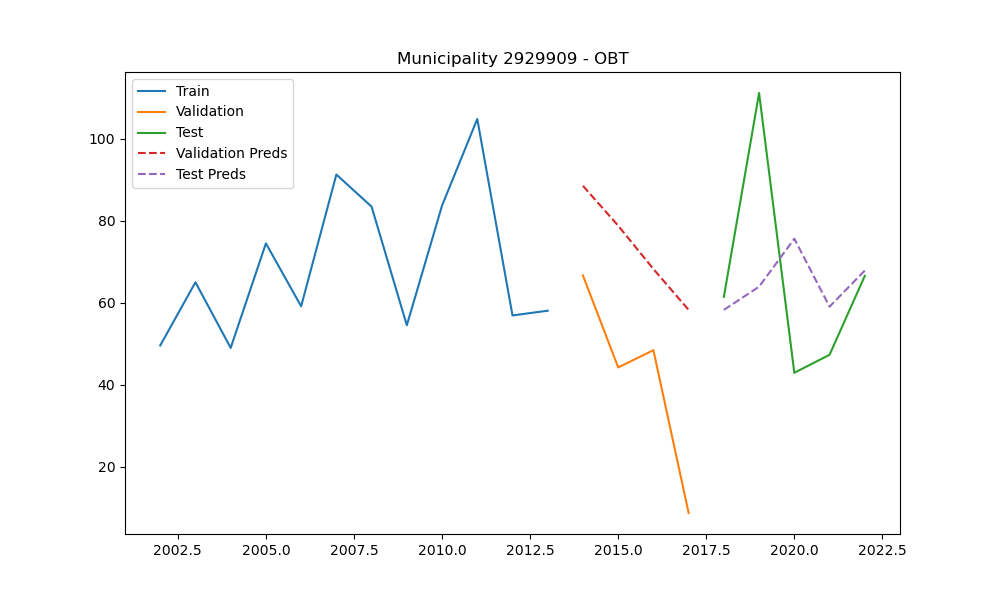 Municipality 2929909 - OBT
Train
Validation
Test
Validation Preds
Test Preds
100
80
60
40
20
2002.5 2005.0 2007.5 2010.0 2012.5 2015.0 2017.5 2020.0 2022.5